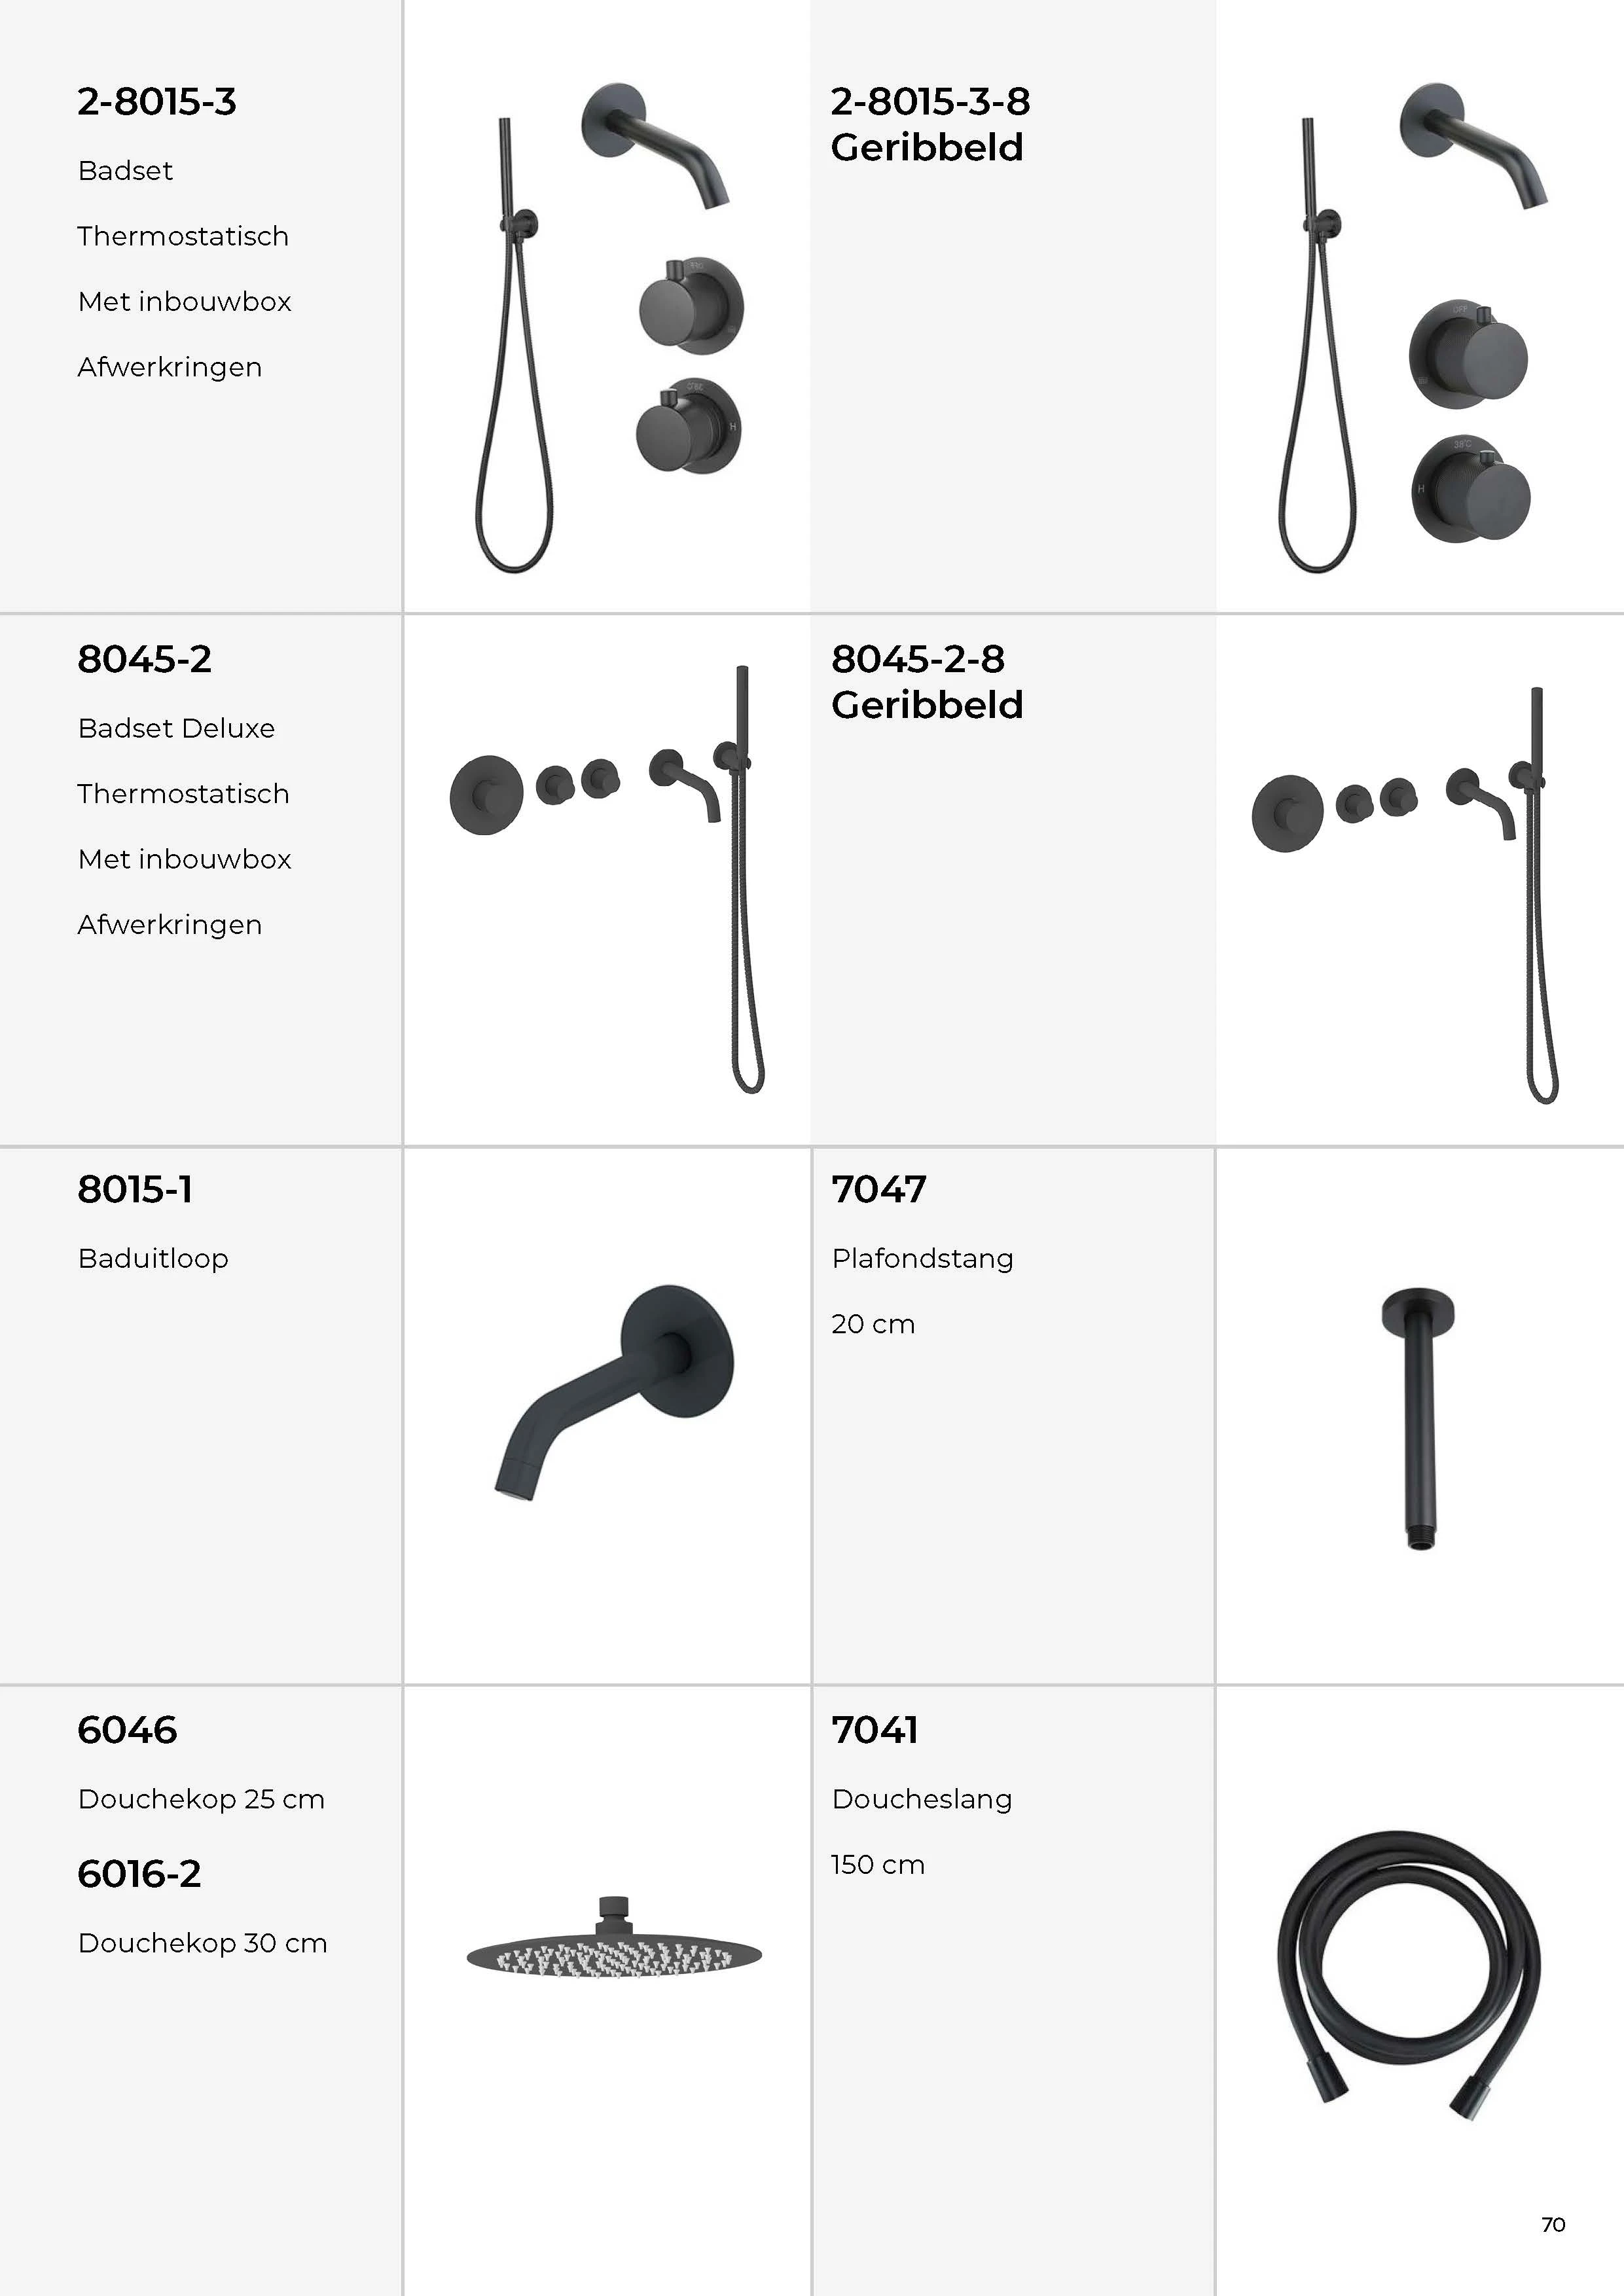 2-8015-3
Badset
Thermostatisch
Met inbouwbox
Afwerkringen
2-8015-3-8
Geribbeld
OFF
38°C
H
H
8045-2
Badset Deluxe
Thermostatisch
Met inbouwbox
Afwerkringen
8045-2-8
Geribbeld
8015-1
Baduitloop
7047
Plafondstang
20 cm
6046
Douchekop 25 cm
6016-2
Douchekop 30 cm
7041
Doucheslang
150 cm
70